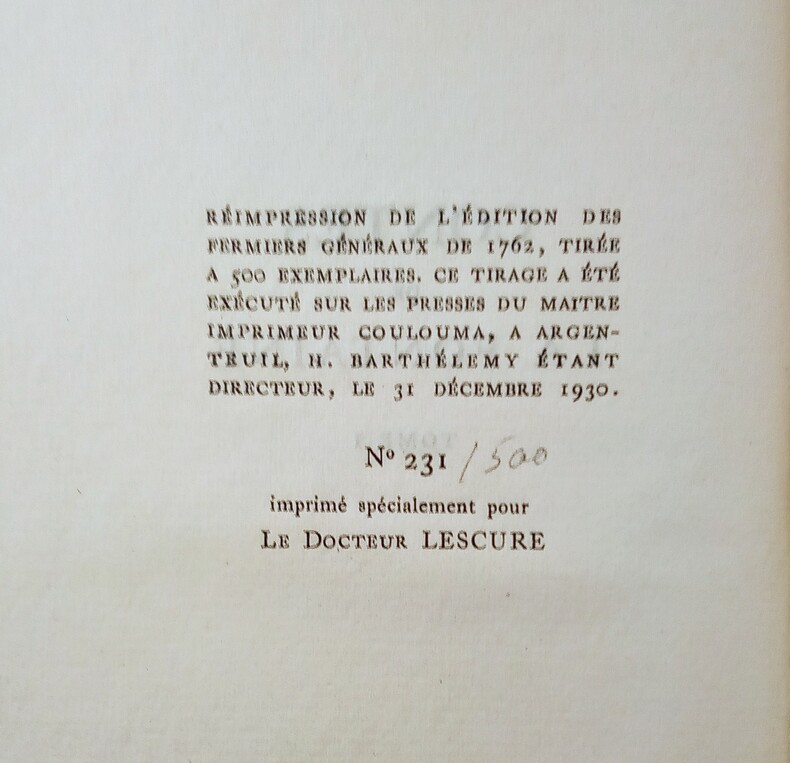 RÉIMPRESSION DE L'ÉDITION DES
FERMIERS GÉNÉRAUX DE 1762, TIRÉE
A 500 EXEMPLAIRES. CE TIRAGE A ÉTÉ
EXÉCUTÉ SUR LES PRESSES DU MAITRE
IMPRIMEUR COULOUMA, A ARGEN-
TEUIL, H. BARTHÉLEMY ÉTANT
DIRECTEUR, LE 31 DÉCEMBRE 1930.
Nº 231 / 500
imprimé spécialement pour
LE DOCTEUR LESCURE